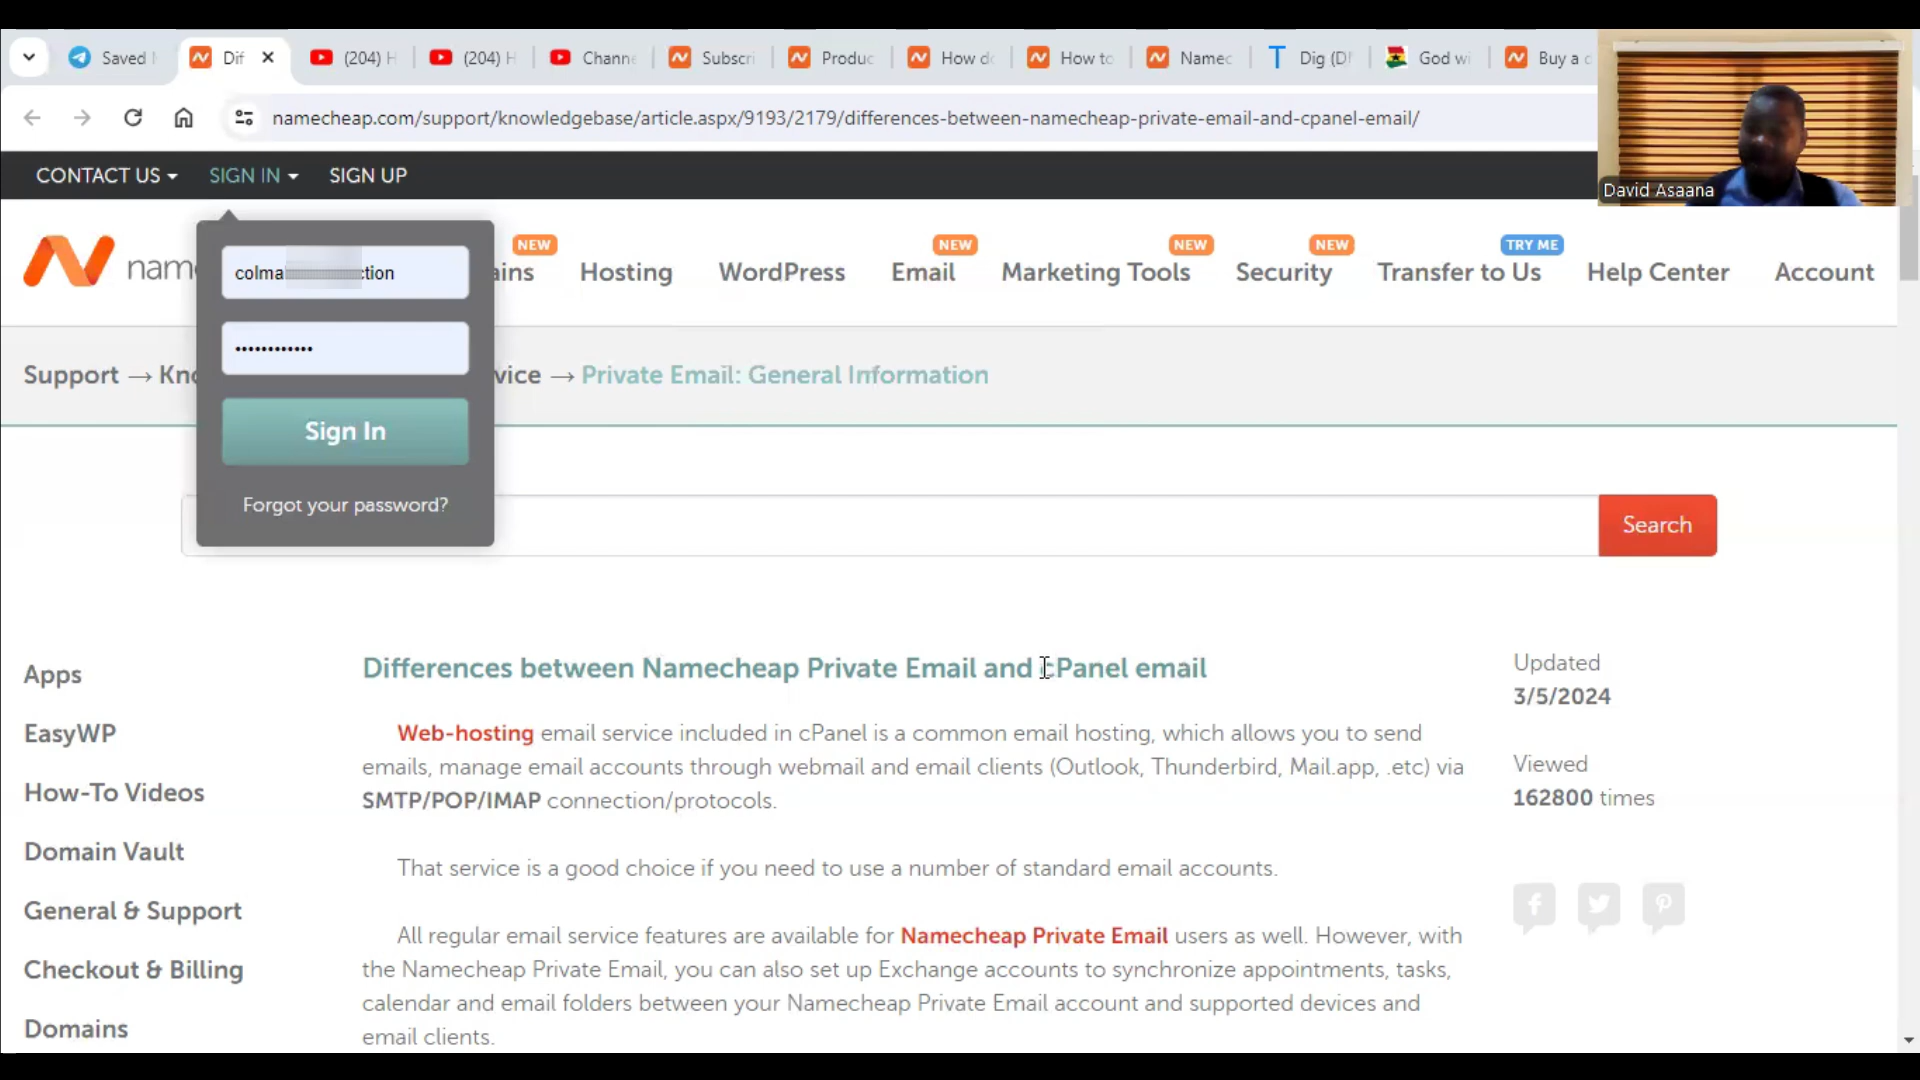 Saved
Dif
(204) H
(204) H
Chann
Subscri
Produc
How d
How to
Namec
Dig (D
God wi
Buy a
namecheap.com/support/knowledgebase/article.aspx/9193/2179/differences-between-namecheap-private-email-and-cpanel-email/
David Asaana
CONTACT US
SIGN IN
SIGN UP
NEW
NEW
NEW
NEW
TRY ME
name
ains
Hosting
WordPress
Email
Marketing Tools
Security
Transfer to Us
Help Center
Account
colma
ction
••••••••••••
Sign In
Forgot your password?
Support → Kno
vice → Private Email: General Information
Search
Apps
EasyWP
How-To Videos
Domain Vault
General & Support
Checkout & Billing
Domains
Differences between Namecheap Private Email and cPanel email
Web-hosting email service included in cPanel is a common email hosting, which allows you to send
emails, manage email accounts through webmail and email clients (Outlook, Thunderbird, Mail.app, .etc) via
SMTP/POP/IMAP connection/protocols.
That service is a good choice if you need to use a number of standard email accounts.
All regular email service features are available for Namecheap Private Email users as well. However, with
the Namecheap Private Email, you can also set up Exchange accounts to synchronize appointments, tasks,
calendar and email folders between your Namecheap Private Email account and supported devices and
email clients.
Updated
3/5/2024
Viewed
162800 times